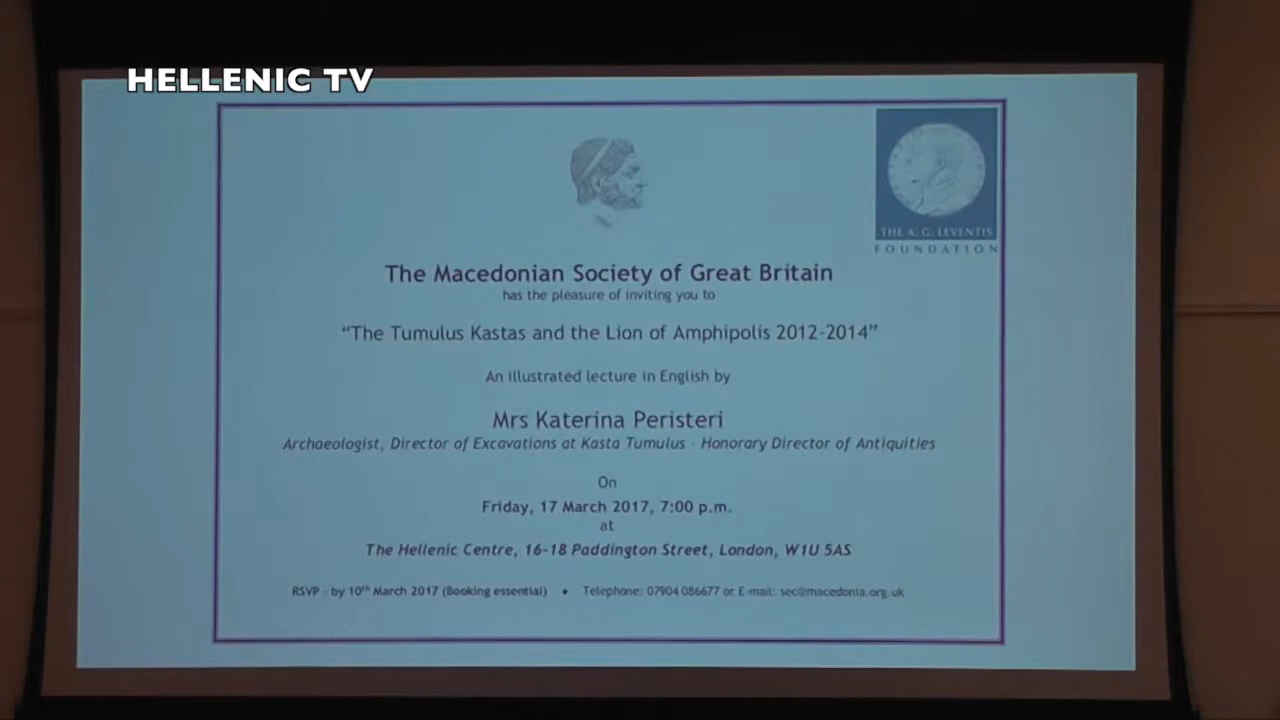 HELLENIC TV
THE A. G. LEVENTIS
FOUNDATION
The Macedonian Society of Great Britain
has the pleasure of inviting you to
“The Tumulus Kastas and the Lion of Amphipolis 2012-2014”
An illustrated lecture in English by
Mrs Katerina Peristeri
Archaeologist, Director of Excavations at Kasta Tumulus - Honorary Director of Antiquities
On
Friday, 17 March 2017, 7:00 p.m.
at
The Hellenic Centre, 16-18 Paddington Street, London, W1U 5AS
RSVP - by 10th March 2017 (Booking essential) • Telephone: 07904 086677 or E-mail: sec@macedonia.org.uk